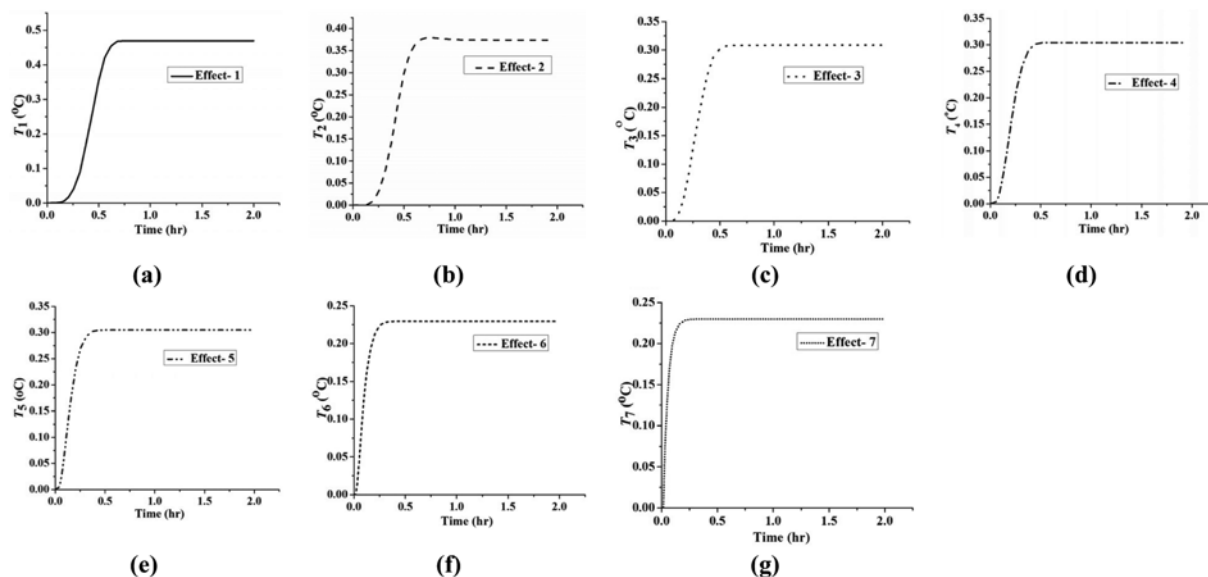 T1 (OC)
0.5
0.4
0.3
0.2
0.1
0.0
0.0 0.5 1.0 1.5 2.0
Time (hr)
Effect- 1
(a)
T2 (OC)
0.40
0.35
0.30
0.25
0.20
0.15
0.10
0.05
0.00
0.0 0.5 1.0 1.5 2.0
Time (hr)
Effect- 2
(b)
T3 (OC)
0.35
0.30
0.25
0.20
0.15
0.10
0.05
0.00
0.0 0.5 1.0 1.5 2.0
Time (hr)
Effect- 3
(c)
T4 (°C)
0.35
0.30
0.25
0.20
0.15
0.10
0.05
0.00
0.0 0.5 1.0 1.5 2.0
Time (hr)
Effect- 4
(d)
T5 (oC)
0.35
0.30
0.25
0.20
0.15
0.10
0.05
0.00
0.0 0.5 1.0 1.5 2.0
Time (hr)
Effect- 5
(e)
T6 (OC)
0.25
0.20
0.15
0.10
0.05
0.00
0.0 0.5 1.0 1.5 2.0
Time (hr)
Effect- 6
(f)
T7 (OC)
0.25
0.20
0.15
0.10
0.05
0.00
0.0 0.5 1.0 1.5 2.0
Time (hr)
Effect- 7
(g)